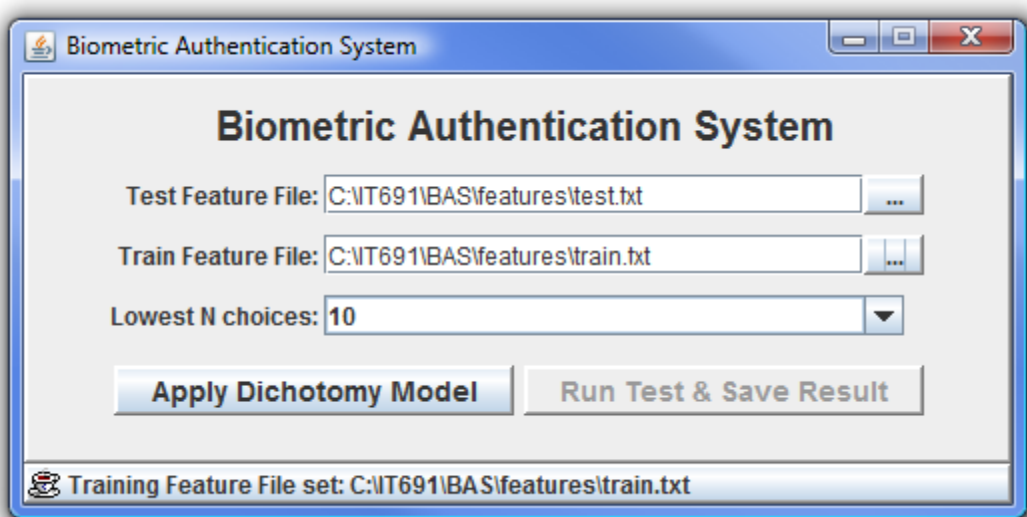 Biometric Authentication System
Biometric Authentication System
Test Feature File: C:\IT691\BAS\features\test.txt ...
Train Feature File: C:\IT691\BAS\features\train.txt ...
Lowest N choices: 10
Apply Dichotomy Model Run Test & Save Result
Training Feature File set: C:\IT691\BAS\features\train.txt